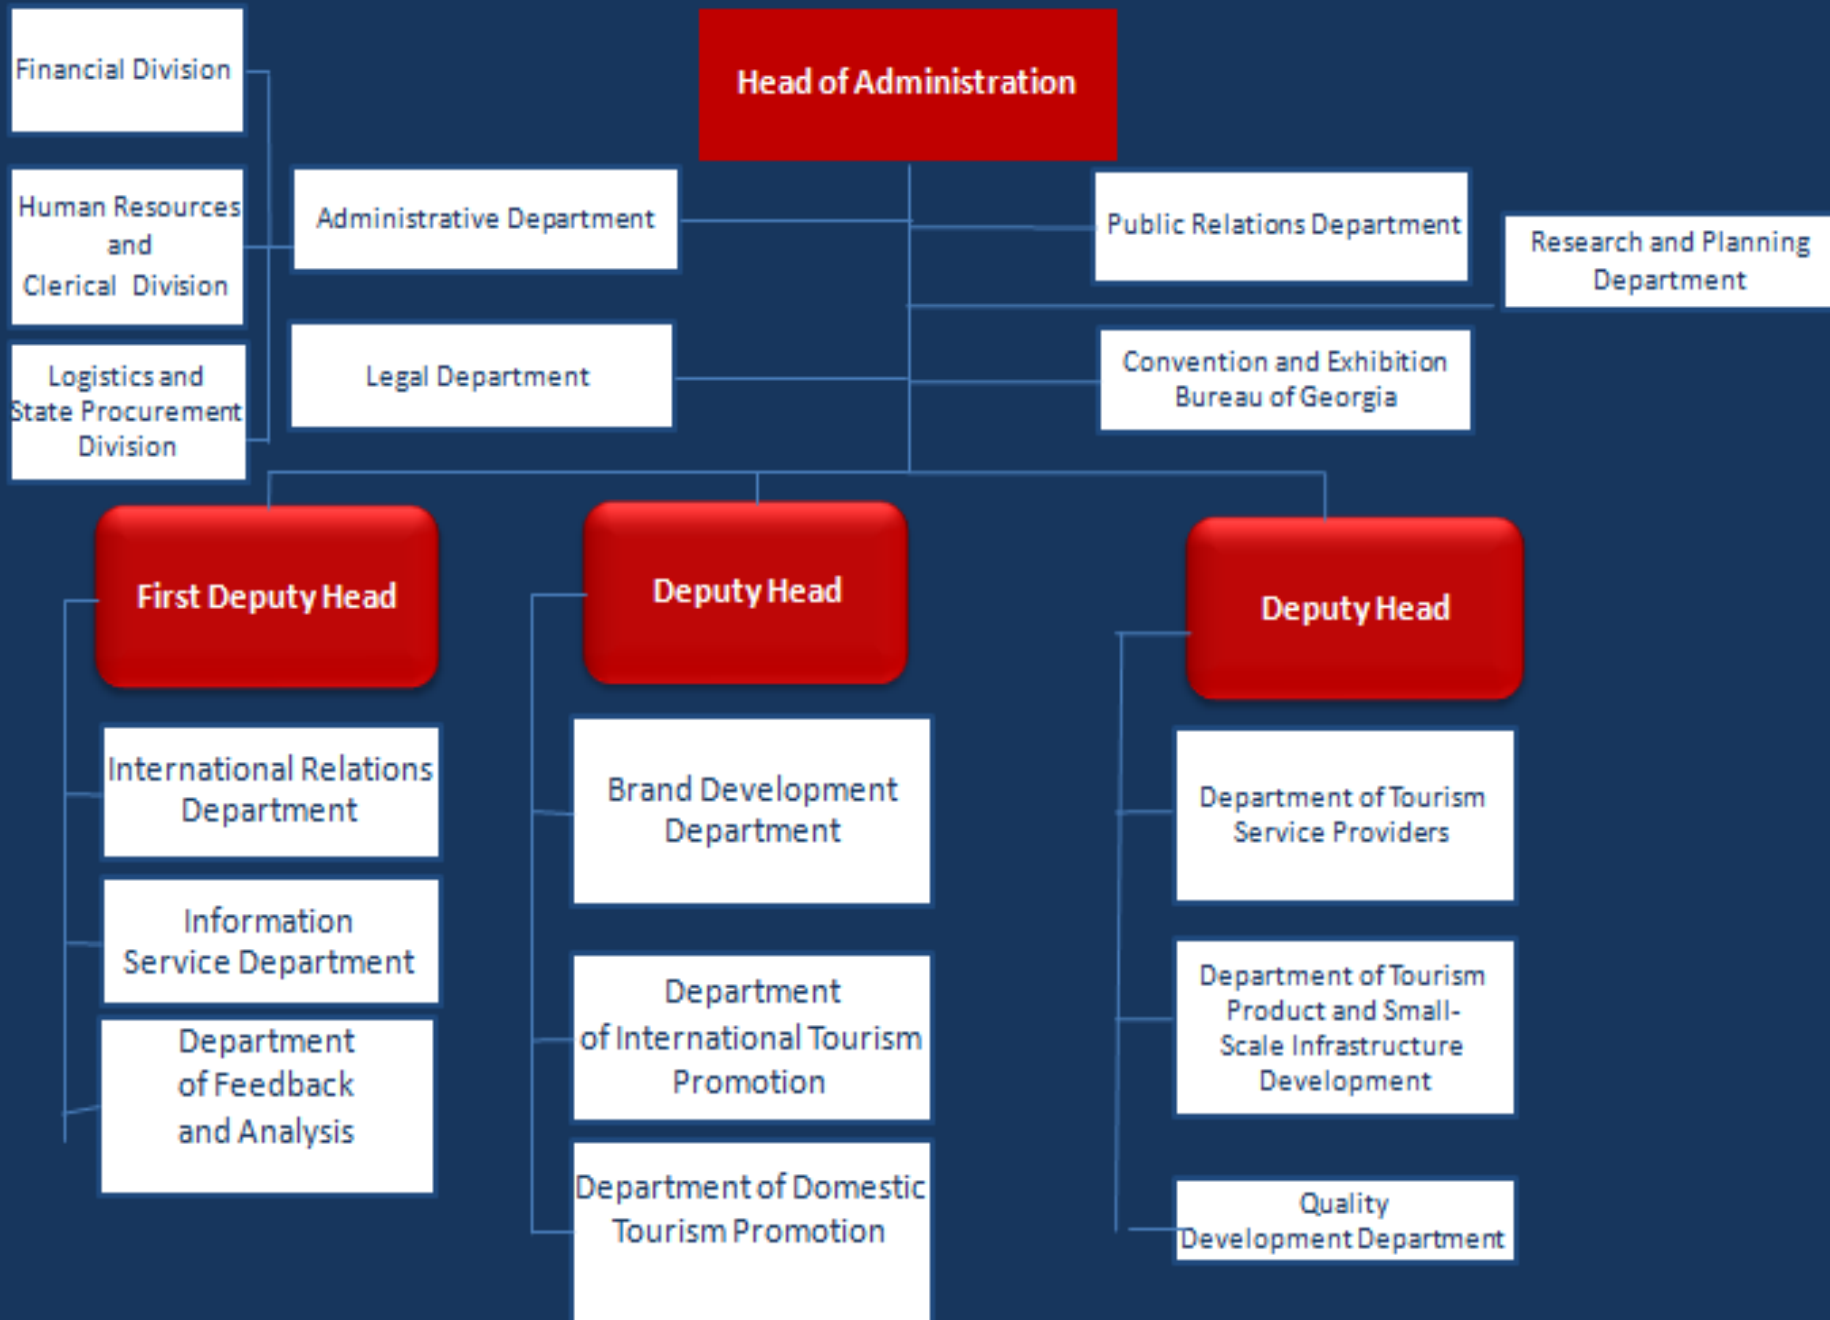 Financial Division
Head of Administration
Human Resources
and
Clerical Division
Administrative Department
Public Relations Department
Research and Planning
Department
Logistics and
State Procurement
Division
Legal Department
Convention and Exhibition
Bureau of Georgia
First Deputy Head
Deputy Head
Deputy Head
International Relations
Department
Information
Service Department
Department
of Feedback
and Analysis
Brand Development
Department
Department
of International Tourism
Promotion
Department of Domestic
Tourism Promotion
Department of Tourism
Service Providers
Department of Tourism
Product and Small-
Scale Infrastructure
Development
Quality
Development Department